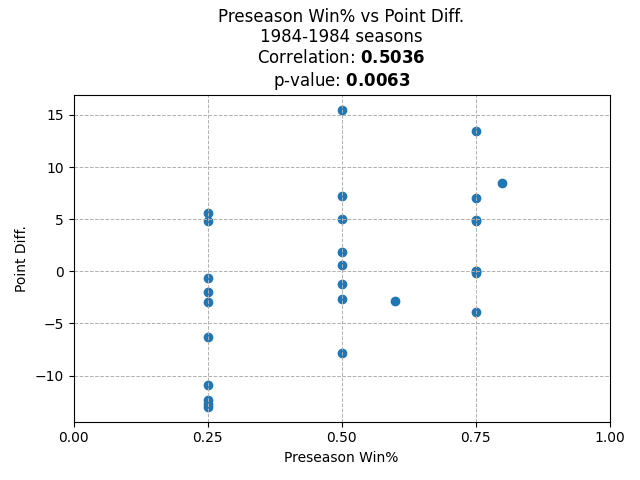 Preseason Win% vs Point Diff.
1984-1984 seasons
Correlation: 0.5036
p-value: 0.0063
15
10
5
0
−5
−10
Point Diff.
0.00 0.25 0.50 0.75 1.00
Preseason Win%